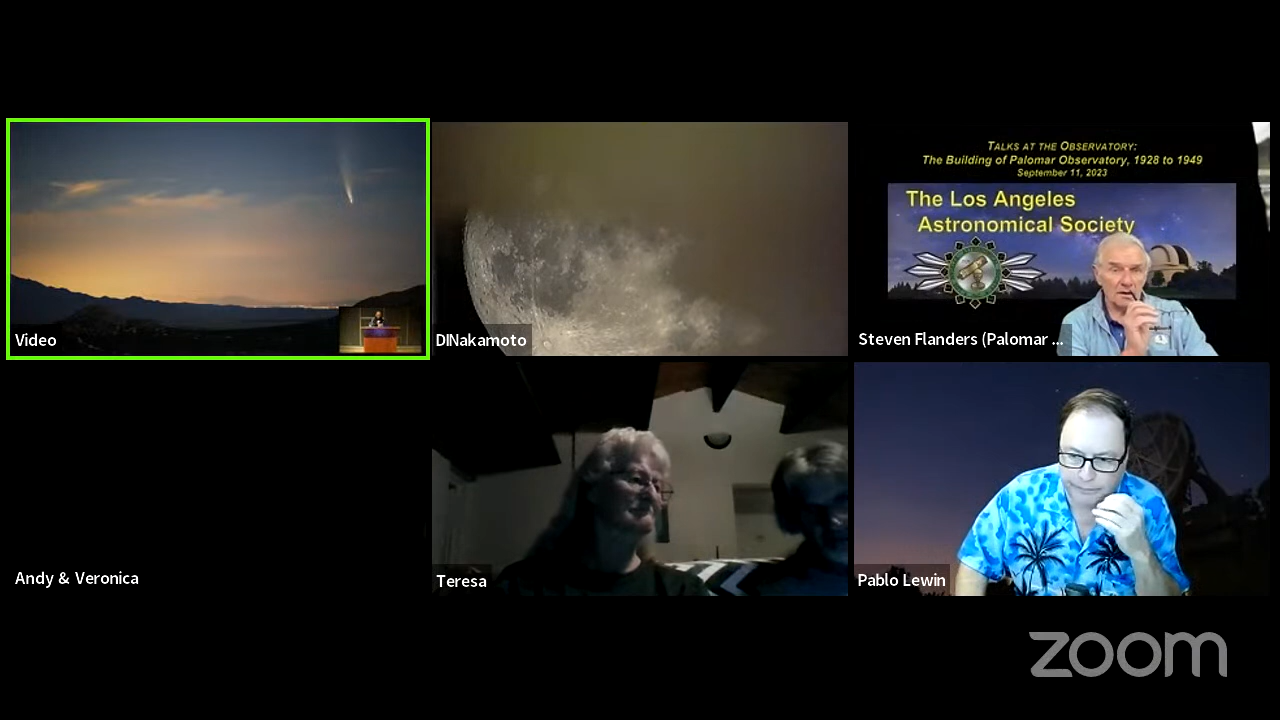 TALKS AT THE OBSERVATORY:
The Building of Palomar Observatory, 1928 to 1949
September 11, 2023
The Los Angeles
Astronomical Society
Video
DINakamoto
Steven Flanders (Palomar ...
Andy & Veronica
Teresa
Pablo Lewin
zoom